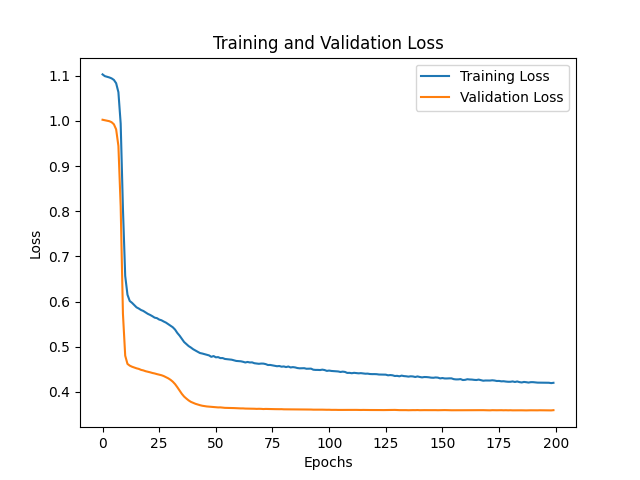 Training and Validation Loss
Training Loss
Validation Loss
1.1
1.0
0.9
0.8
0.7
0.6
0.5
0.4
Loss
0 25 50 75 100 125 150 175 200
Epochs